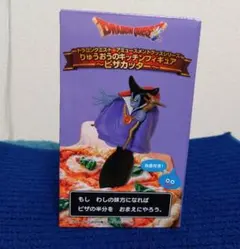 DRAGON QUEST
ドラゴンクエスト アミューズメントグッズシリーズ
りゅうおうのキッチンフィギュア
～ピザカッター～
もし わしの味方になれば
ピザの半分を おまえにやろう。